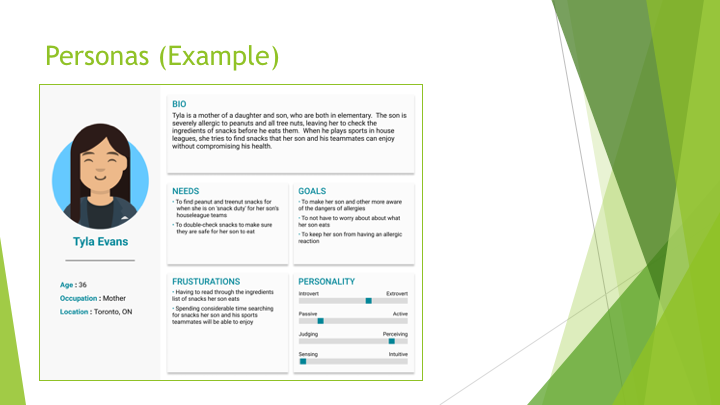 Personas (Example)
Tyla Evans
Age : 36
Occupation : Mother
Location : Toronto, ON
BIO
Tyla is a mother of a daughter and son, who are both in elementary.  The son is
severely allergic to peanuts and all tree nuts, leaving her to check the
ingredients of snacks before he eats them.  When he plays sports in house
leagues, she tries to find snacks that her son and his teammates can enjoy
without compromising his health.
NEEDS
• To find peanut and treenut snacks for
when she is on 'snack duty' for her son's
houseleague teams
• To double-check snacks to make sure
they are safe for her son to eat
GOALS
• To make her son and other more aware
of the dangers of allergies
• To not have to worry about about what
her son eats
• To keep her son from having an allergic
reaction
FRUSTURATIONS
• Having to read through the ingredients
list of snacks her son eats
• Spending considerable time searching
for snacks her son and his sports
teammates will be able to enjoy
PERSONALITY
Introvert Extrovert
Passive Active
Judging Perceiving
Sensing Intuitive